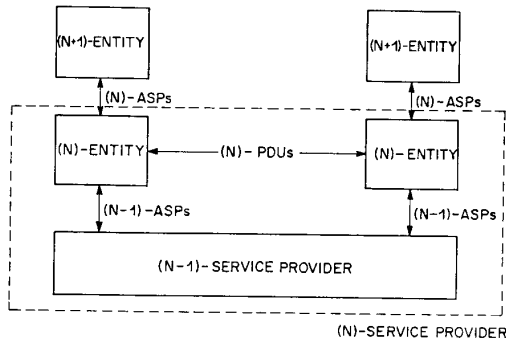 (N+1)-ENTITY
(N+1)-ENTITY
(N)-ASPs
(N)-ASPs
(N)-ENTITY
(N)-PDUs
(N)-ENTITY
(N-1)-ASPs
(N-1)-ASPs
(N-1)-SERVICE PROVIDER
(N)-SERVICE PROVIDER